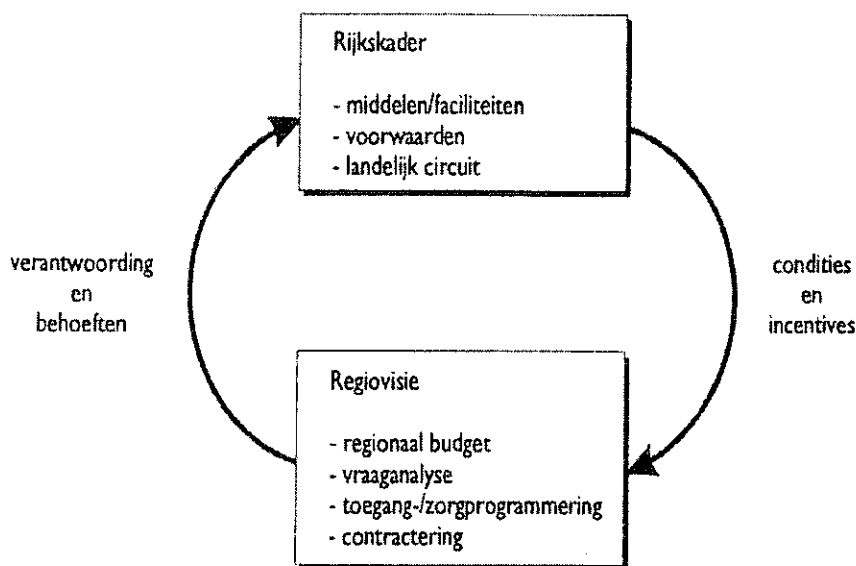 Rijkskader
- middelen/faciliteiten
- voorwaarden
- landelijk circuit
verantwoording
en
behoeften
condities
en
incentives
Regiovisie
- regionaal budget
- vraaganalyse
- toegang-/zorgprogrammering
- contractering